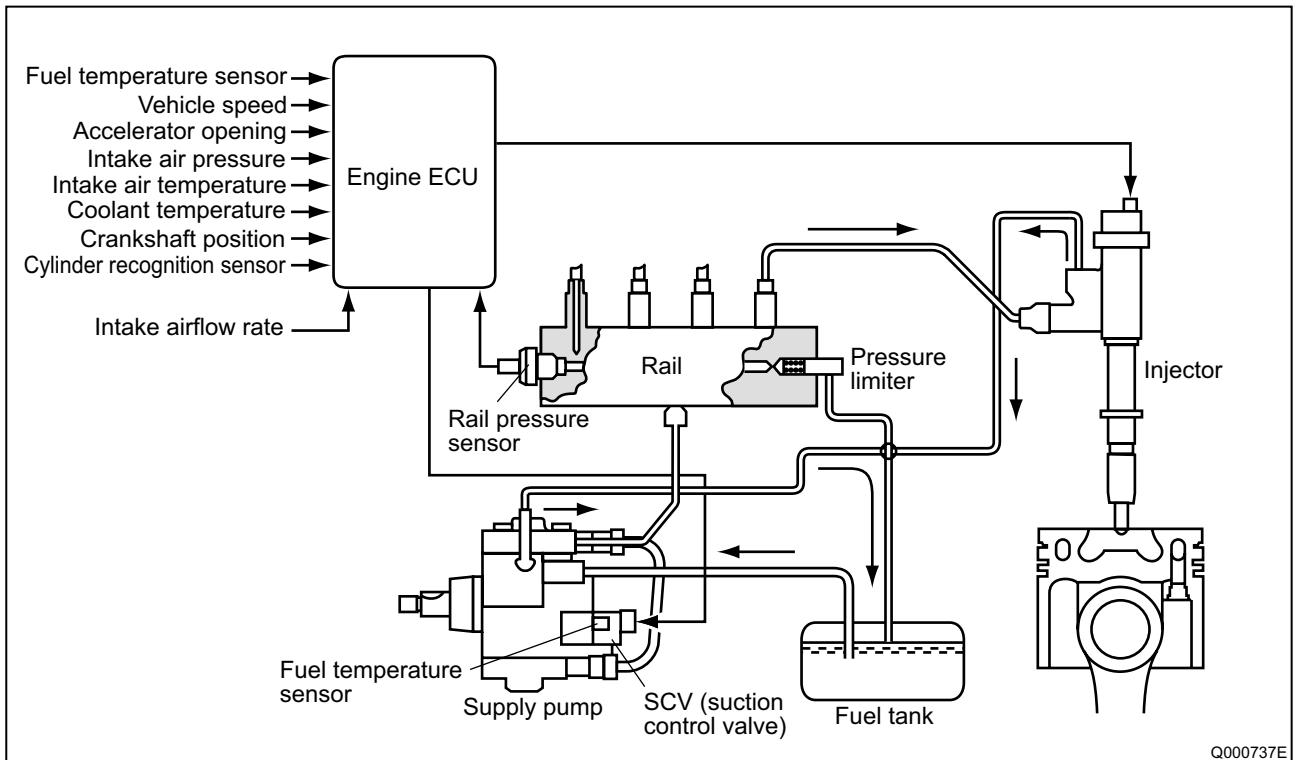 Fuel temperature sensor
Vehicle speed
Accelerator opening
Intake air pressure
Intake air temperature
Coolant temperature
Crankshaft position
Cylinder recognition sensor
Intake airflow rate
Engine ECU
Rail
Pressure
limiter
Injector
Rail pressure
sensor
Fuel temperature
sensor
Supply pump
SCV (suction
control valve)
Fuel tank
Q000737E